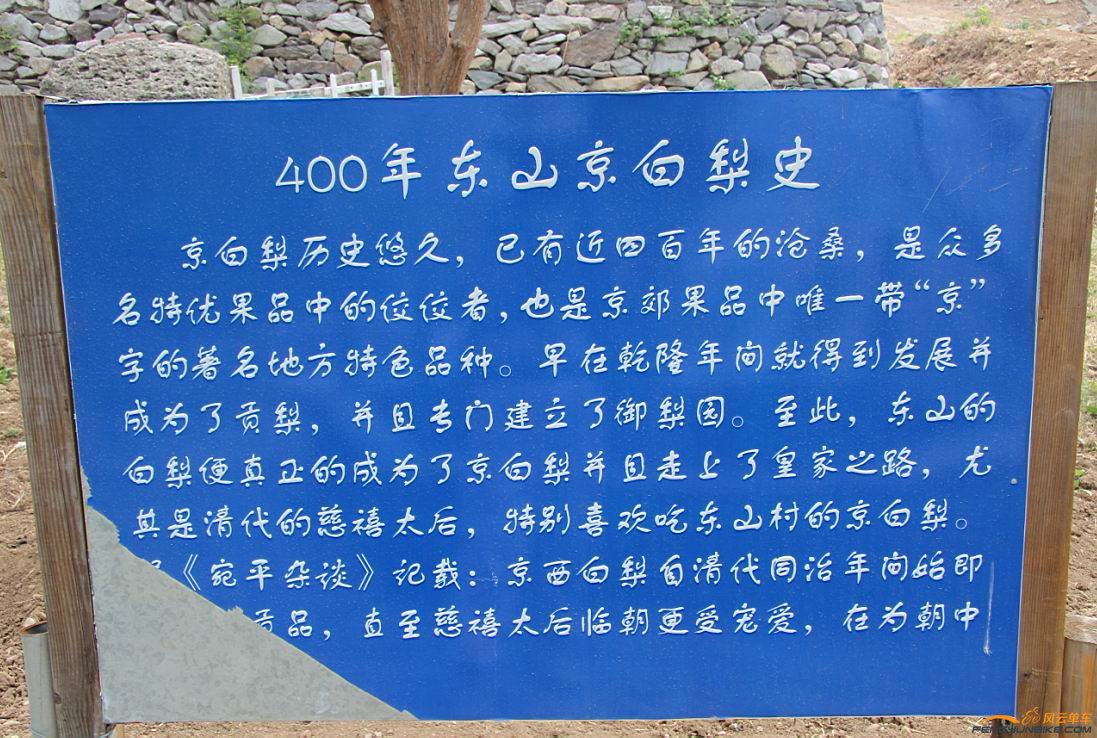 400年东山京白梨史
京白梨历史悠久，已有近四百年的沧桑，是众多
名特优果品中的佼佼者，也是京郊果品中唯一带“京”
字的著名地方特色品种。早在乾隆年间就得到发展并
成为了贡梨，并且专门建立了御梨园。至此，东山的
白梨便真正的成为了京白梨并且走上了皇家之路，尤
其是清代的慈禧太后，特别喜欢吃东山村的京白梨。
《宛平杂谈》记载：京西白梨自清代同治年间始即
贡品，直至慈禧太后临朝更受宠爱，在为朝中
风云单车
FENGYUNBIKE.COM